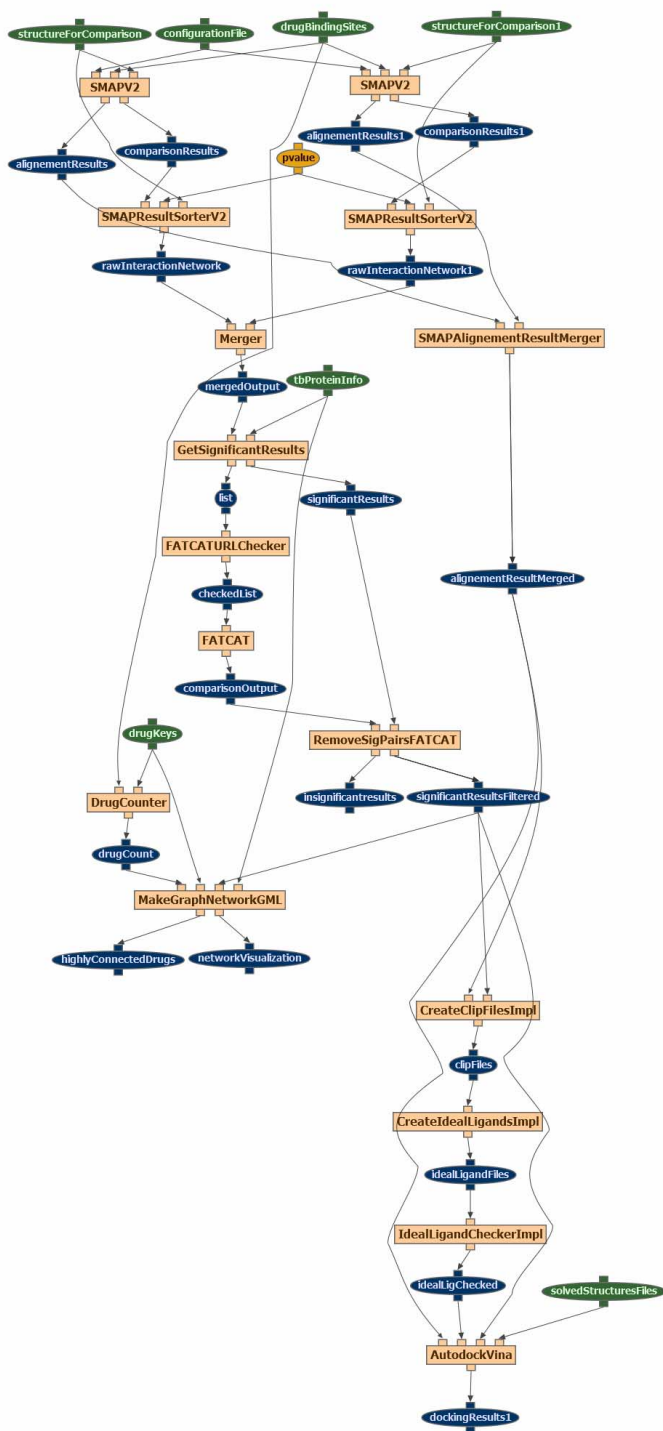 structureForComparison
configurationFile
drugBindingSites
structureForComparison1
SMAPV2
SMAPV2
alignementResults
comparisonResults
alignementResults1
comparisonResults1
pvalue
SMAPResultSorterV2
SMAPResultSorterV2
rawInteractionNetwork
rawInteractionNetwork1
Merger
SMAPAlignementResultMerger
mergedOutput
tbProteinInfo
GetSignificantResults
list
significantResults
FATCATURLChecker
checkedList
alignementResultMerged
FATCAT
comparisonOutput
drugKeys
RemoveSigPairsFATCAT
DrugCounter
insignificantresults
significantResultsFiltered
drugCount
MakeGraphNetworkGML
highlyConnectedDrugs
networkVisualization
CreateClipFilesImpl
clipFiles
CreateIdealLigandsImpl
idealLigandFiles
IdealLigandCheckerImpl
idealLigChecked
solvedStructuresFiles
AutodockVina
dockingResults1